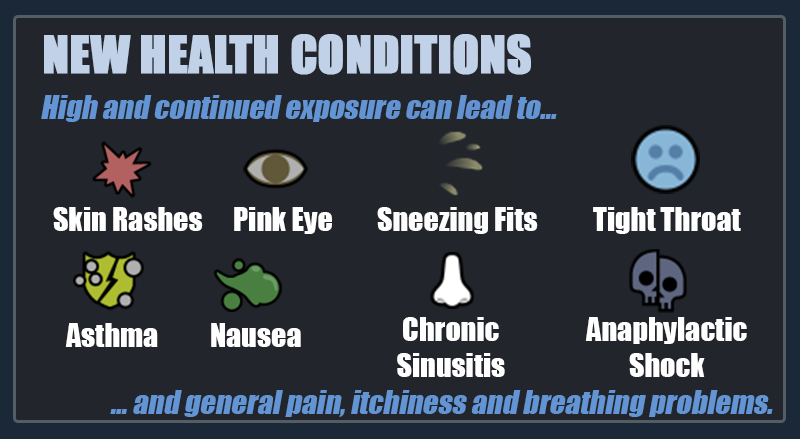 NEW HEALTH CONDITIONS
High and continued exposure can lead to...
Skin Rashes
Pink Eye
Sneezing Fits
Tight Throat
Asthma
Nausea
Chronic
Sinusitis
Anaphylactic
Shock
... and general pain, itchiness and breathing problems.